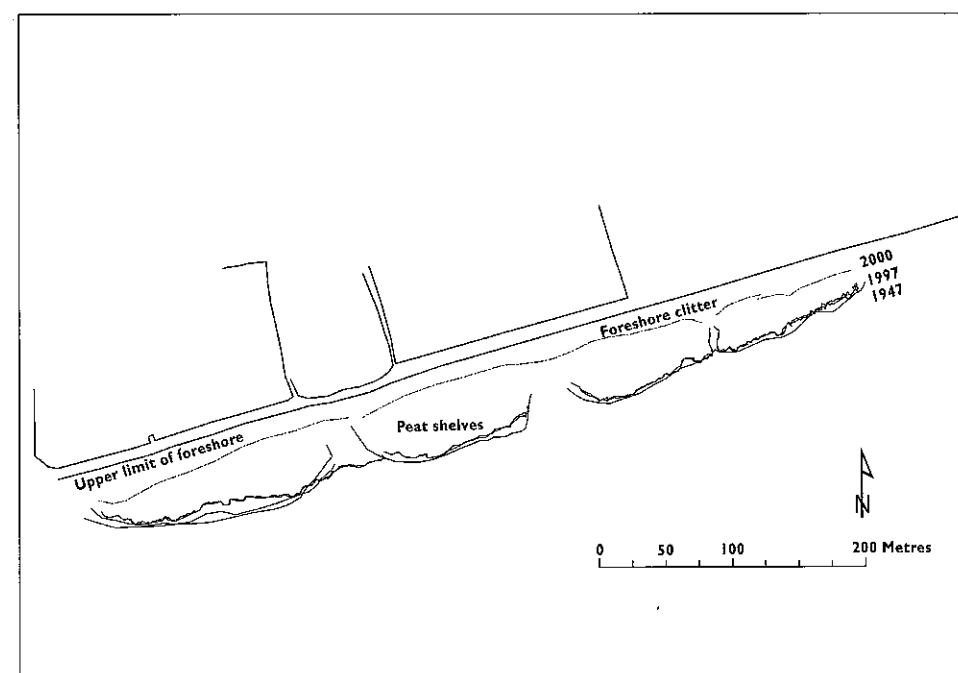 2000
1997
1947
Foreshore clitter
Peat shelves
Upper limit of foreshore
N
0 50 100 200 Metres